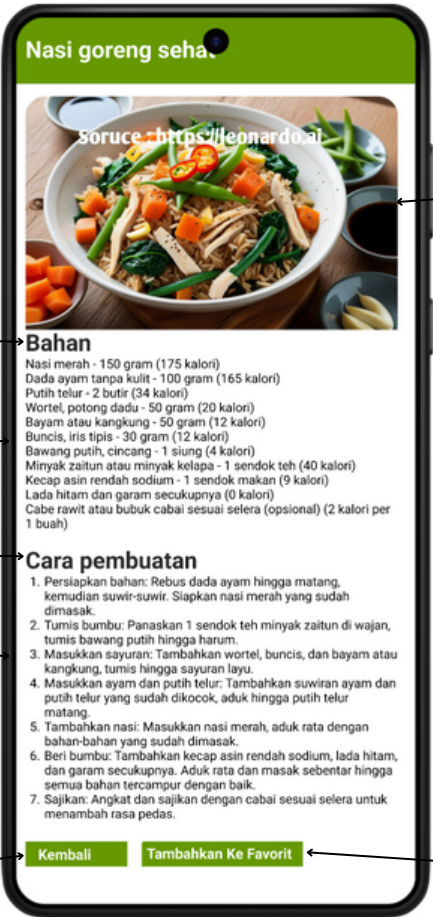 Nasi goreng sehat
Soruce : https://leonardo.ai
Bahan
Nasi merah - 150 gram (175 kalori)
Dada ayam tanpa kulit - 100 gram (165 kalori)
Putih telur - 2 butir (34 kalori)
Wortel, potong dadu - 50 gram (20 kalori)
Bayam atau kangkung - 50 gram (12 kalori)
Buncis, iris tipis - 30 gram (12 kalori)
Bawang putih, cincang - 1 siung (4 kalori)
Minyak zaitun atau minyak kelapa - 1 sendok teh (40 kalori)
Kecap asin rendah sodium - 1 sendok makan (9 kalori)
Lada hitam dan garam secukupnya (0 kalori)
Cabe rawit atau bubuk cabai sesuai selera (opsional) (2 kalori per
1 buah)
Cara pembuatan
1. Persiapkan bahan: Rebus dada ayam hingga matang,
kemudian suwir-suwir. Siapkan nasi merah yang sudah
dimasak.
2. Tumis bumbu: Panaskan 1 sendok teh minyak zaitun di wajan,
tumis bawang putih hingga harum.
3. Masukkan sayuran: Tambahkan wortel, buncis, dan bayam atau
kangkung, tumis hingga sayuran layu.
4. Masukkan ayam dan putih telur: Tambahkan suwiran ayam dan
putih telur yang sudah dikocok, aduk hingga putih telur
matang.
5. Tambahkan nasi: Masukkan nasi merah, aduk rata dengan
bahan-bahan yang sudah dimasak.
6. Beri bumbu: Tambahkan kecap asin rendah sodium, lada hitam,
dan garam secukupnya. Aduk rata dan masak sebentar hingga
semua bahan tercampur dengan baik.
7. Sajikan: Angkat dan sajikan dengan cabai sesuai selera untuk
menambah rasa pedas.
Kembali
Tambahkan Ke Favorit